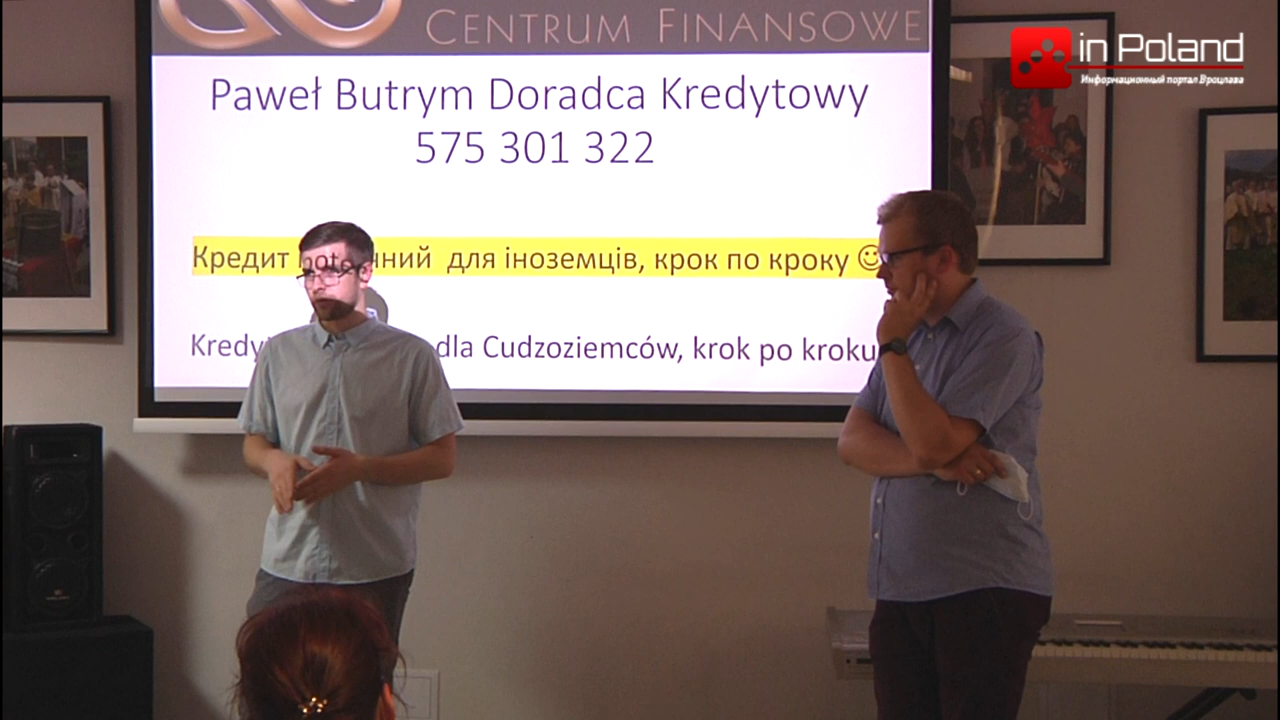 CENTRUM FINANSOWE
in Poland
Информационный портал Вроцлава
Paweł Butrym Doradca Kredytowy
575 301 322
Кредит для іноземців, крок по кроку ☺
dla Cudzoziemców, krok po kroku